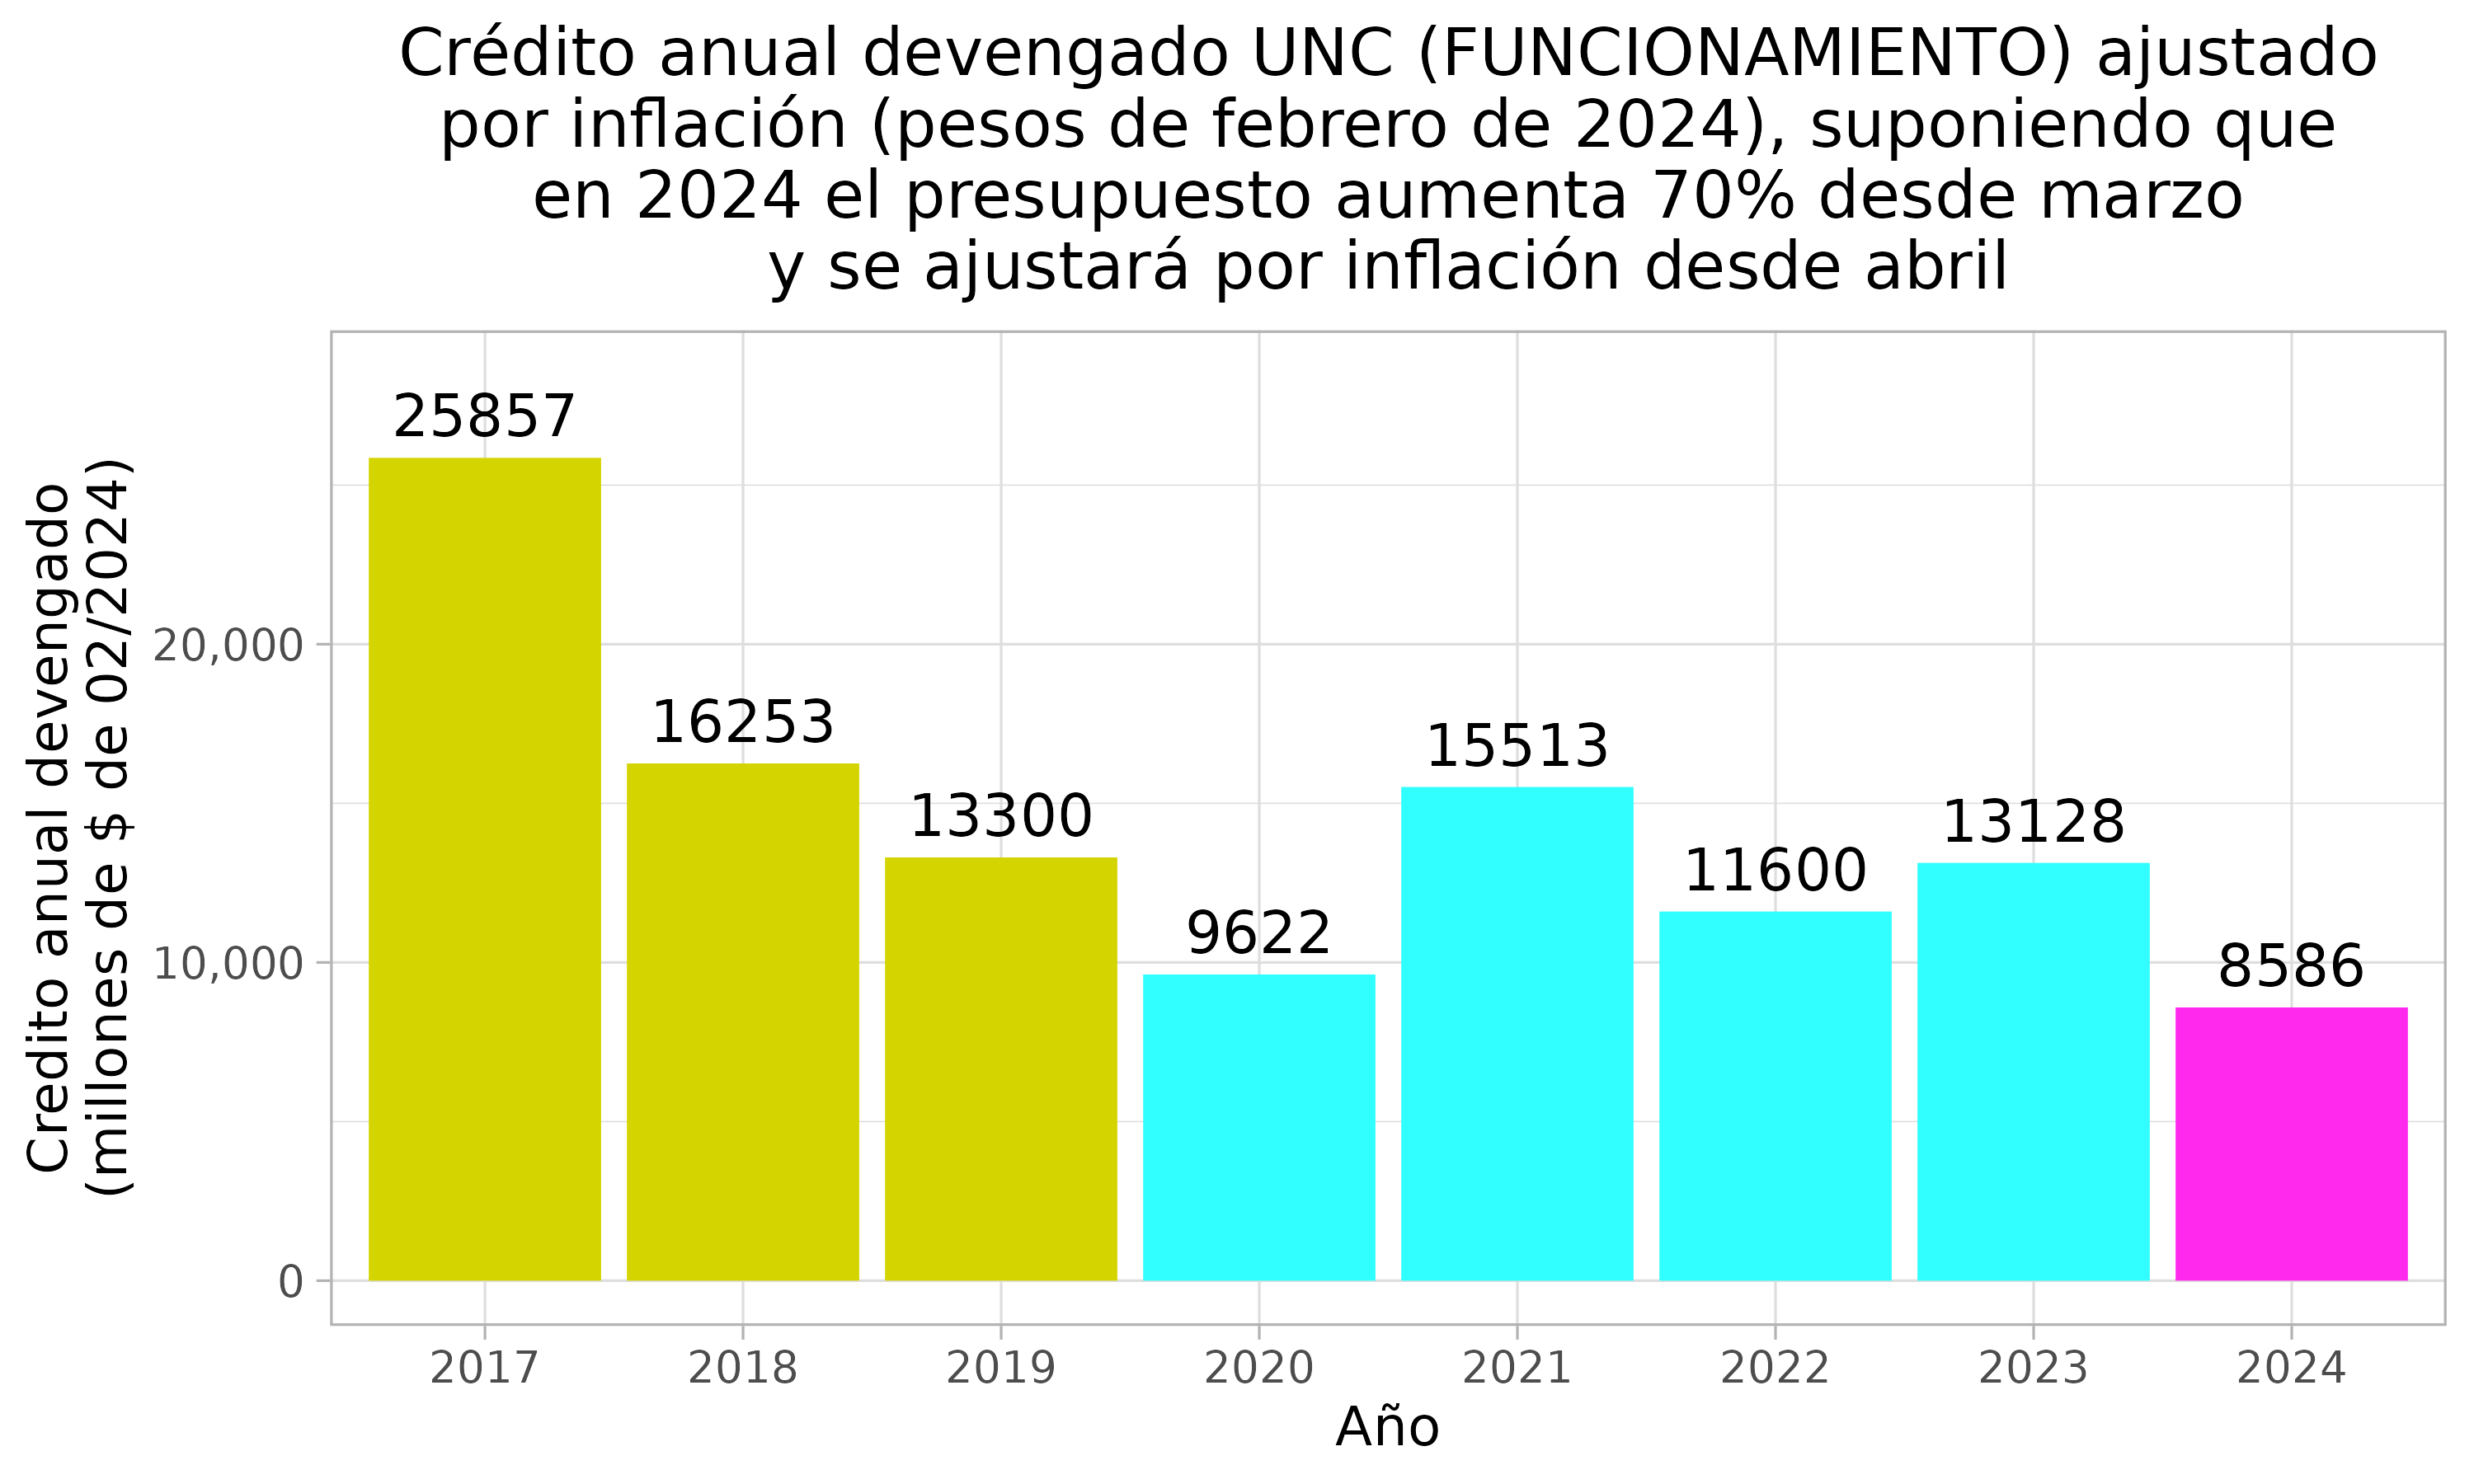 Crédito anual devengado UNC (FUNCIONAMIENTO) ajustado
por inflación (pesos de febrero de 2024), suponiendo que
en 2024 el presupuesto aumenta 70% desde marzo
y se ajustará por inflación desde abril
Credito anual devengado
(millones de $ de 02/2024)
20,000
10,000
0
25857
16253
13300
9622
15513
11600
13128
8586
2017
2018
2019
2020
2021
2022
2023
2024
Año